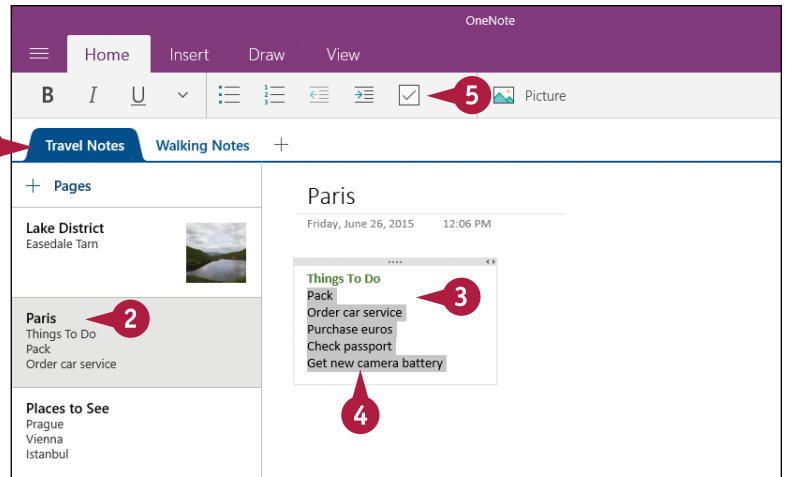 OneNote
Home Insert Draw View
B I U 5 Picture
Travel Notes Walking Notes +
+ Pages
Lake District
Easedale Tarn
Paris 2
Things To Do
Pack
Order car service
Places to See
Prague
Vienna
Istanbul
Paris
Friday, June 26, 2015 12:06 PM
Things To Do
Pack 3
Order car service
Purchase euros
Check passport
Get new camera battery
4